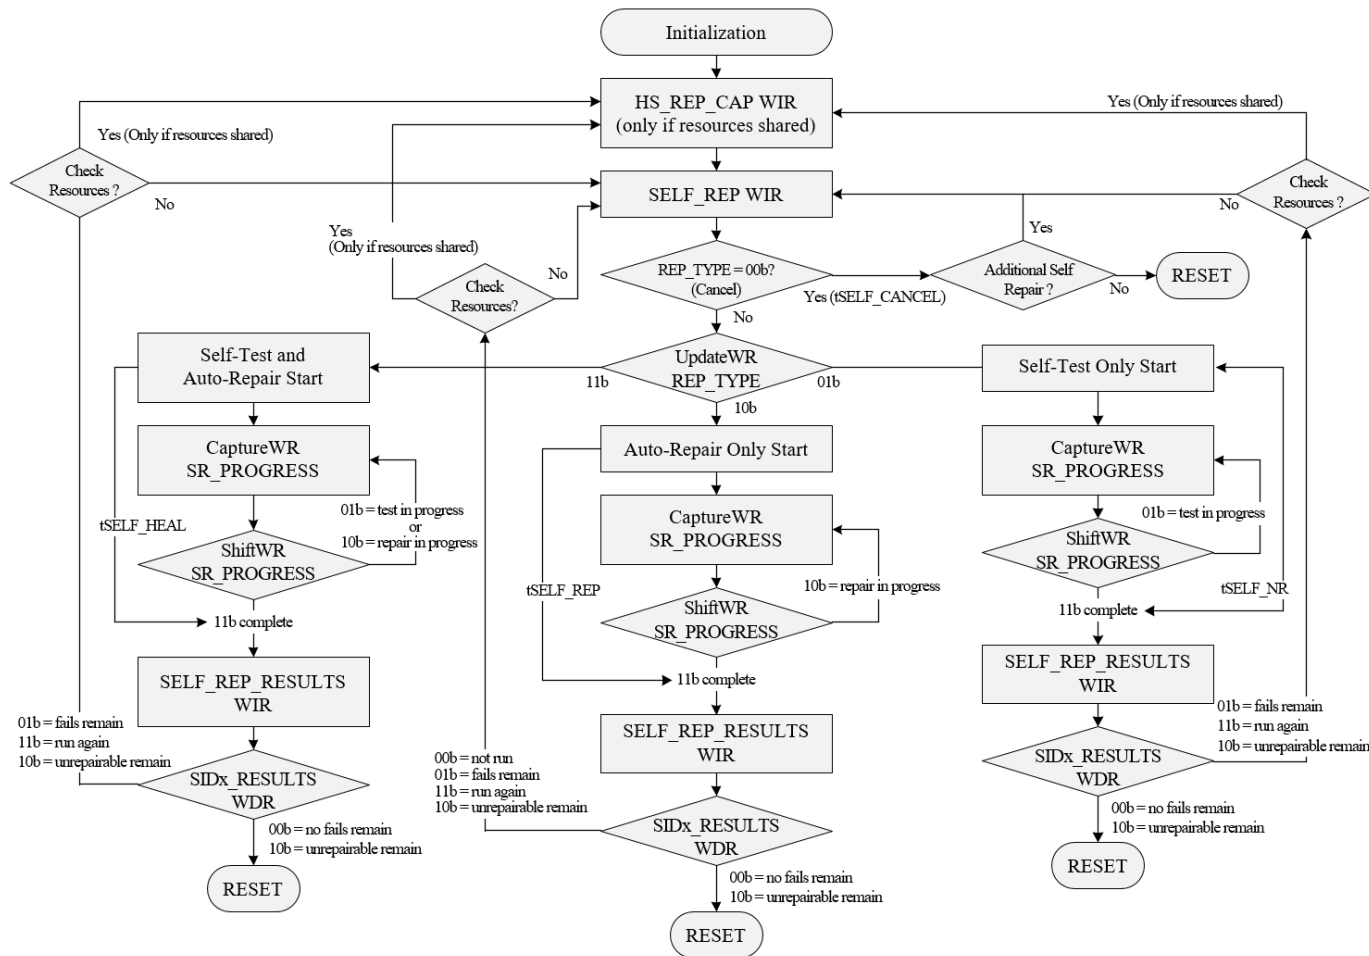 Initialization
HS_REP_CAP WIR
(only if resources shared)
Yes (Only if resources shared)
Yes (Only if resources shared)
Check
Resources ?
No
SELF_REP WIR
Check
Resources ?
No
Yes
(Only if resources shared)
Check
Resources?
No
REP_TYPE = 00b?
(Cancel)
Yes (tSELF_CANCEL)
Yes
Additional Self
Repair ?
No
RESET
No
UpdateWR
REP_TYPE
11b
01b
10b
Self-Test and
Auto-Repair Start
CaptureWR
SR_PROGRESS
01b = test in progress
or
10b = repair in progress
tSELF_HEAL
ShiftWR
SR_PROGRESS
11b complete
SELF_REP_RESULTS
WIR
01b = fails remain
11b = run again
10b = unrepairable remain
SIDx_RESULTS
WDR
00b = no fails remain
10b = unrepairable remain
RESET
Auto-Repair Only Start
CaptureWR
SR_PROGRESS
10b = repair in progress
tSELF_REP
ShiftWR
SR_PROGRESS
11b complete
SELF_REP_RESULTS
WIR
00b = not run
01b = fails remain
11b = run again
10b = unrepairable remain
SIDx_RESULTS
WDR
00b = no fails remain
10b = unrepairable remain
RESET
Self-Test Only Start
CaptureWR
SR_PROGRESS
01b = test in progress
ShiftWR
SR_PROGRESS
tSELF_NR
11b complete
SELF_REP_RESULTS
WIR
01b = fails remain
11b = run again
10b = unrepairable remain
SIDx_RESULTS
WDR
00b = no fails remain
10b = unrepairable remain
RESET